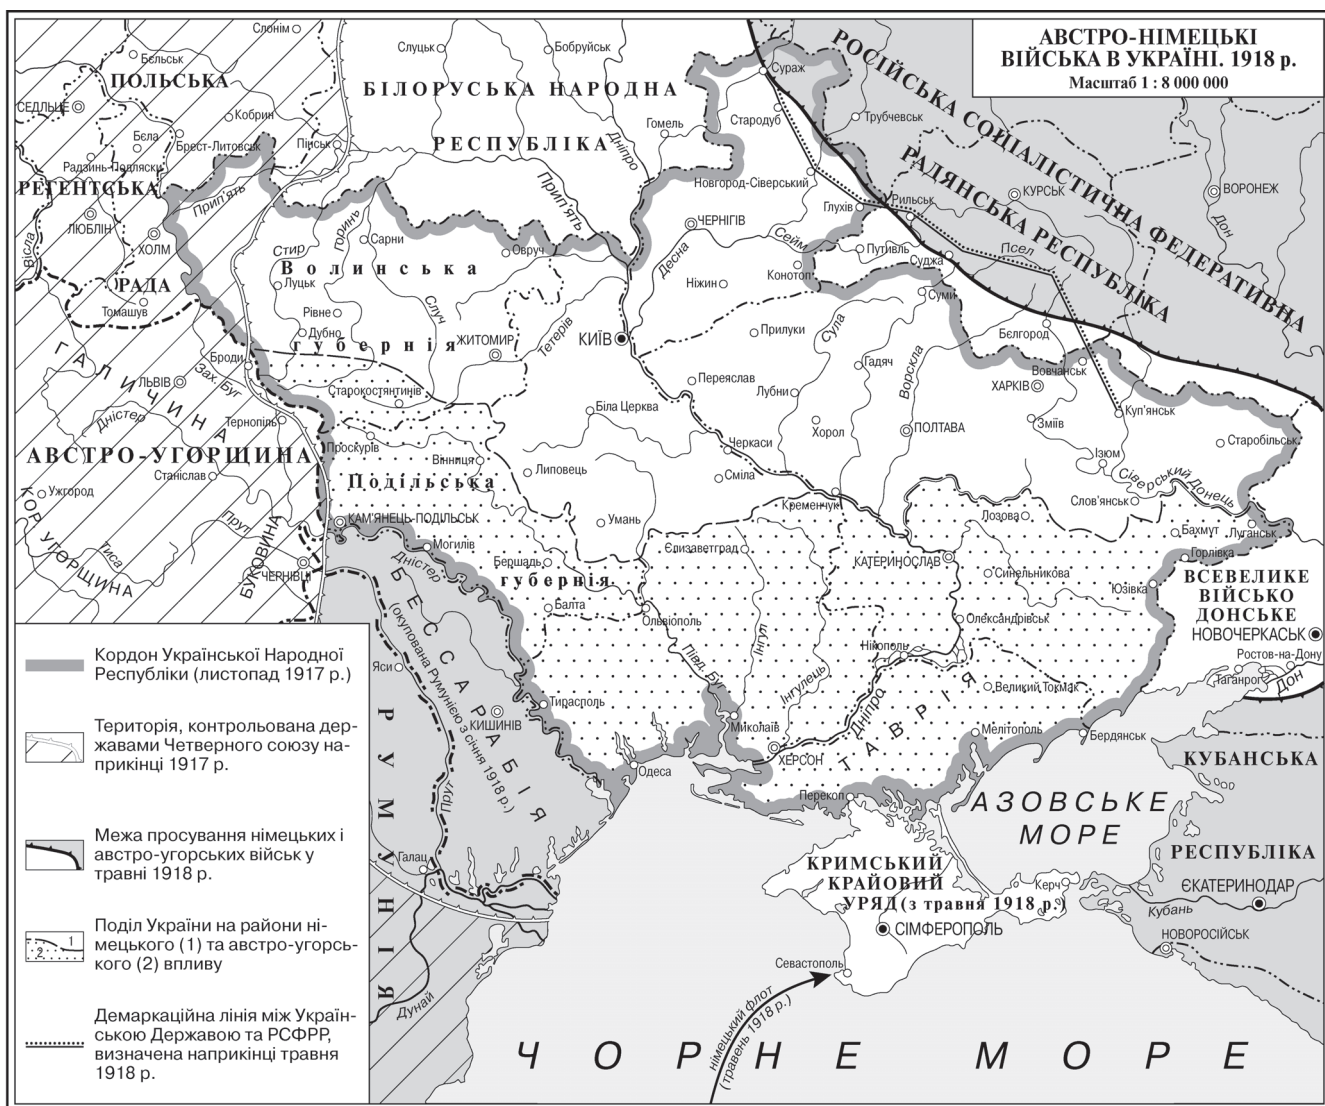 АВСТРО-НІМЕЦЬКІ
ВІЙСЬКА В УКРАЇНІ. 1918 р.
Масштаб 1 : 8 000 000
Слонім
Бєльськ
ПОЛЬСЬКА
СЕДЛЬЦЕ
Кобрин
Бєла
Брест-Литовськ
Пінськ
Радзинь-Подляски
РЕГЕНТСЬКА
ЛЮБЛІН
ХОЛМ
Вісла
РАДА
Томашув
Прип'ять
Слуцьк
Бобруйськ
БІЛОРУСЬКА НАРОДНА
РЕСПУБЛІКА
Гомель
Дніпро
Прип'ять
Сураж
Стародуб
Трубчевськ
РОСІЙСЬКА СОЦІАЛІСТИЧНА ФЕДЕРАТИВНА
РАДЯНСЬКА РЕСПУБЛІКА
КУРСЬК
ВОРОНЕЖ
Дон
Новгород-Сіверський
Глухів
Рильськ
ЧЕРНІГІВ
Сейм
Путивль
Суджа
Псел
Десна
Конотоп
Ніжин
Суми
Бєлгород
Стир
горинь
Сарни
Овруч
Волинська
Луцьк
Рівне
Случ
Дубно
губернія
ЖИТОМИР
Тетерів
КИЇВ
Прилуки
Сула
Гадяч
Ворскла
Вовчанськ
ХАРКІВ
Броди
Зах. Буг
ГАЛИЧИНА
ЛЬВІВ
Дністер
Тернопіль
АВСТРО-УГОРЩИНА
Станіслав
Ужгород
КОР. УГОРЩИНА
Тиса
Прут
БУКОВИНА
ЧЕРНІВЦІ
Старокостянтинів
Проскурів
Вінниця
Подільська
КАМ'ЯНЕЦЬ-ПОДІЛЬСЬК
Могилів
Дністер
Бершадь
губернія
Балта
Переяслав
Лубни
Біла Церква
Хорол
ПОЛТАВА
Зміїв
Куп'янськ
Старобільськ
Черкаси
Липовець
Сміла
Ізюм
Сіверський Донець
Слов'янськ
Кременчук
Умань
Лозова
Бахмут
Луганськ
Єлизаветград
КАТЕРИНОСЛАВ
Горлівка
Синельникова
Юзівка
ВСЕВЕЛИКЕ
ВІЙСЬКО
ДОНСЬКЕ
НОВОЧЕРКАСЬК
Ростов-на-Дону
Таганрог
Дон
Ольвіополь
Олександрівськ
Інгул
Нікополь
Півд. Буг
Інгулець
Великий Токмак
Дніпро
Тирасполь
Миколаїв
ТАВРІЯ
Мелітополь
Бердянськ
ХЕРСОН
Одеса
Перекоп
БЕССАРАБІЯ
(окупована Румунією з січня 1918 р.)
Яси
КИШИНІВ
Прут
РУМУНІЯ
Галац
Дунай
АЗОВСЬКЕ
МОРЕ
КУБАНСЬКА
РЕСПУБЛІКА
КРИМСЬКИЙ
КРАЙОВИЙ
УРЯД (з травня 1918 р.)
Керч
СІМФЕРОПОЛЬ
ЄКАТЕРИНОДАР
Кубань
НОВОРОСІЙСЬК
Севастополь
німецький флот
(травень 1918 р.)
ЧОРНЕ МОРЕ
Кордон Української Народної
Республіки (листопад 1917 р.)
Територія, контрольована дер-
жавами Четверного союзу на-
прикінці 1917 р.
Межа просування німецьких і
австро-угорських військ у
травні 1918 р.
1
2
Поділ України на райони ні-
мецького (1) та австро-угорсь-
кого (2) впливу
Демаркаційна лінія між Украін-
ською Державою та РСФРР,
визначена наприкінці травня
1918 р.